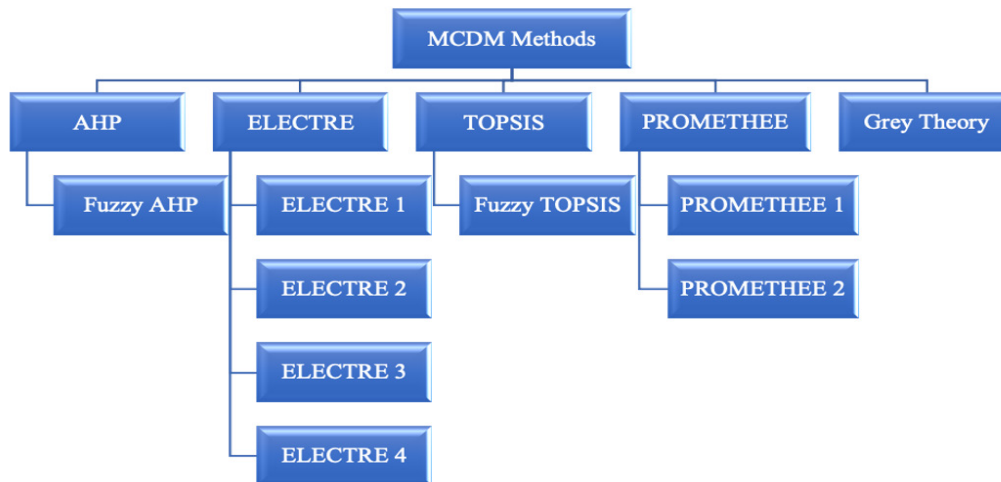 MCDM Methods
AHP
ELECTRE
TOPSIS
PROMETHEE
Grey Theory
Fuzzy AHP
ELECTRE 1
Fuzzy TOPSIS
PROMETHEE 1
ELECTRE 2
PROMETHEE 2
ELECTRE 3
ELECTRE 4